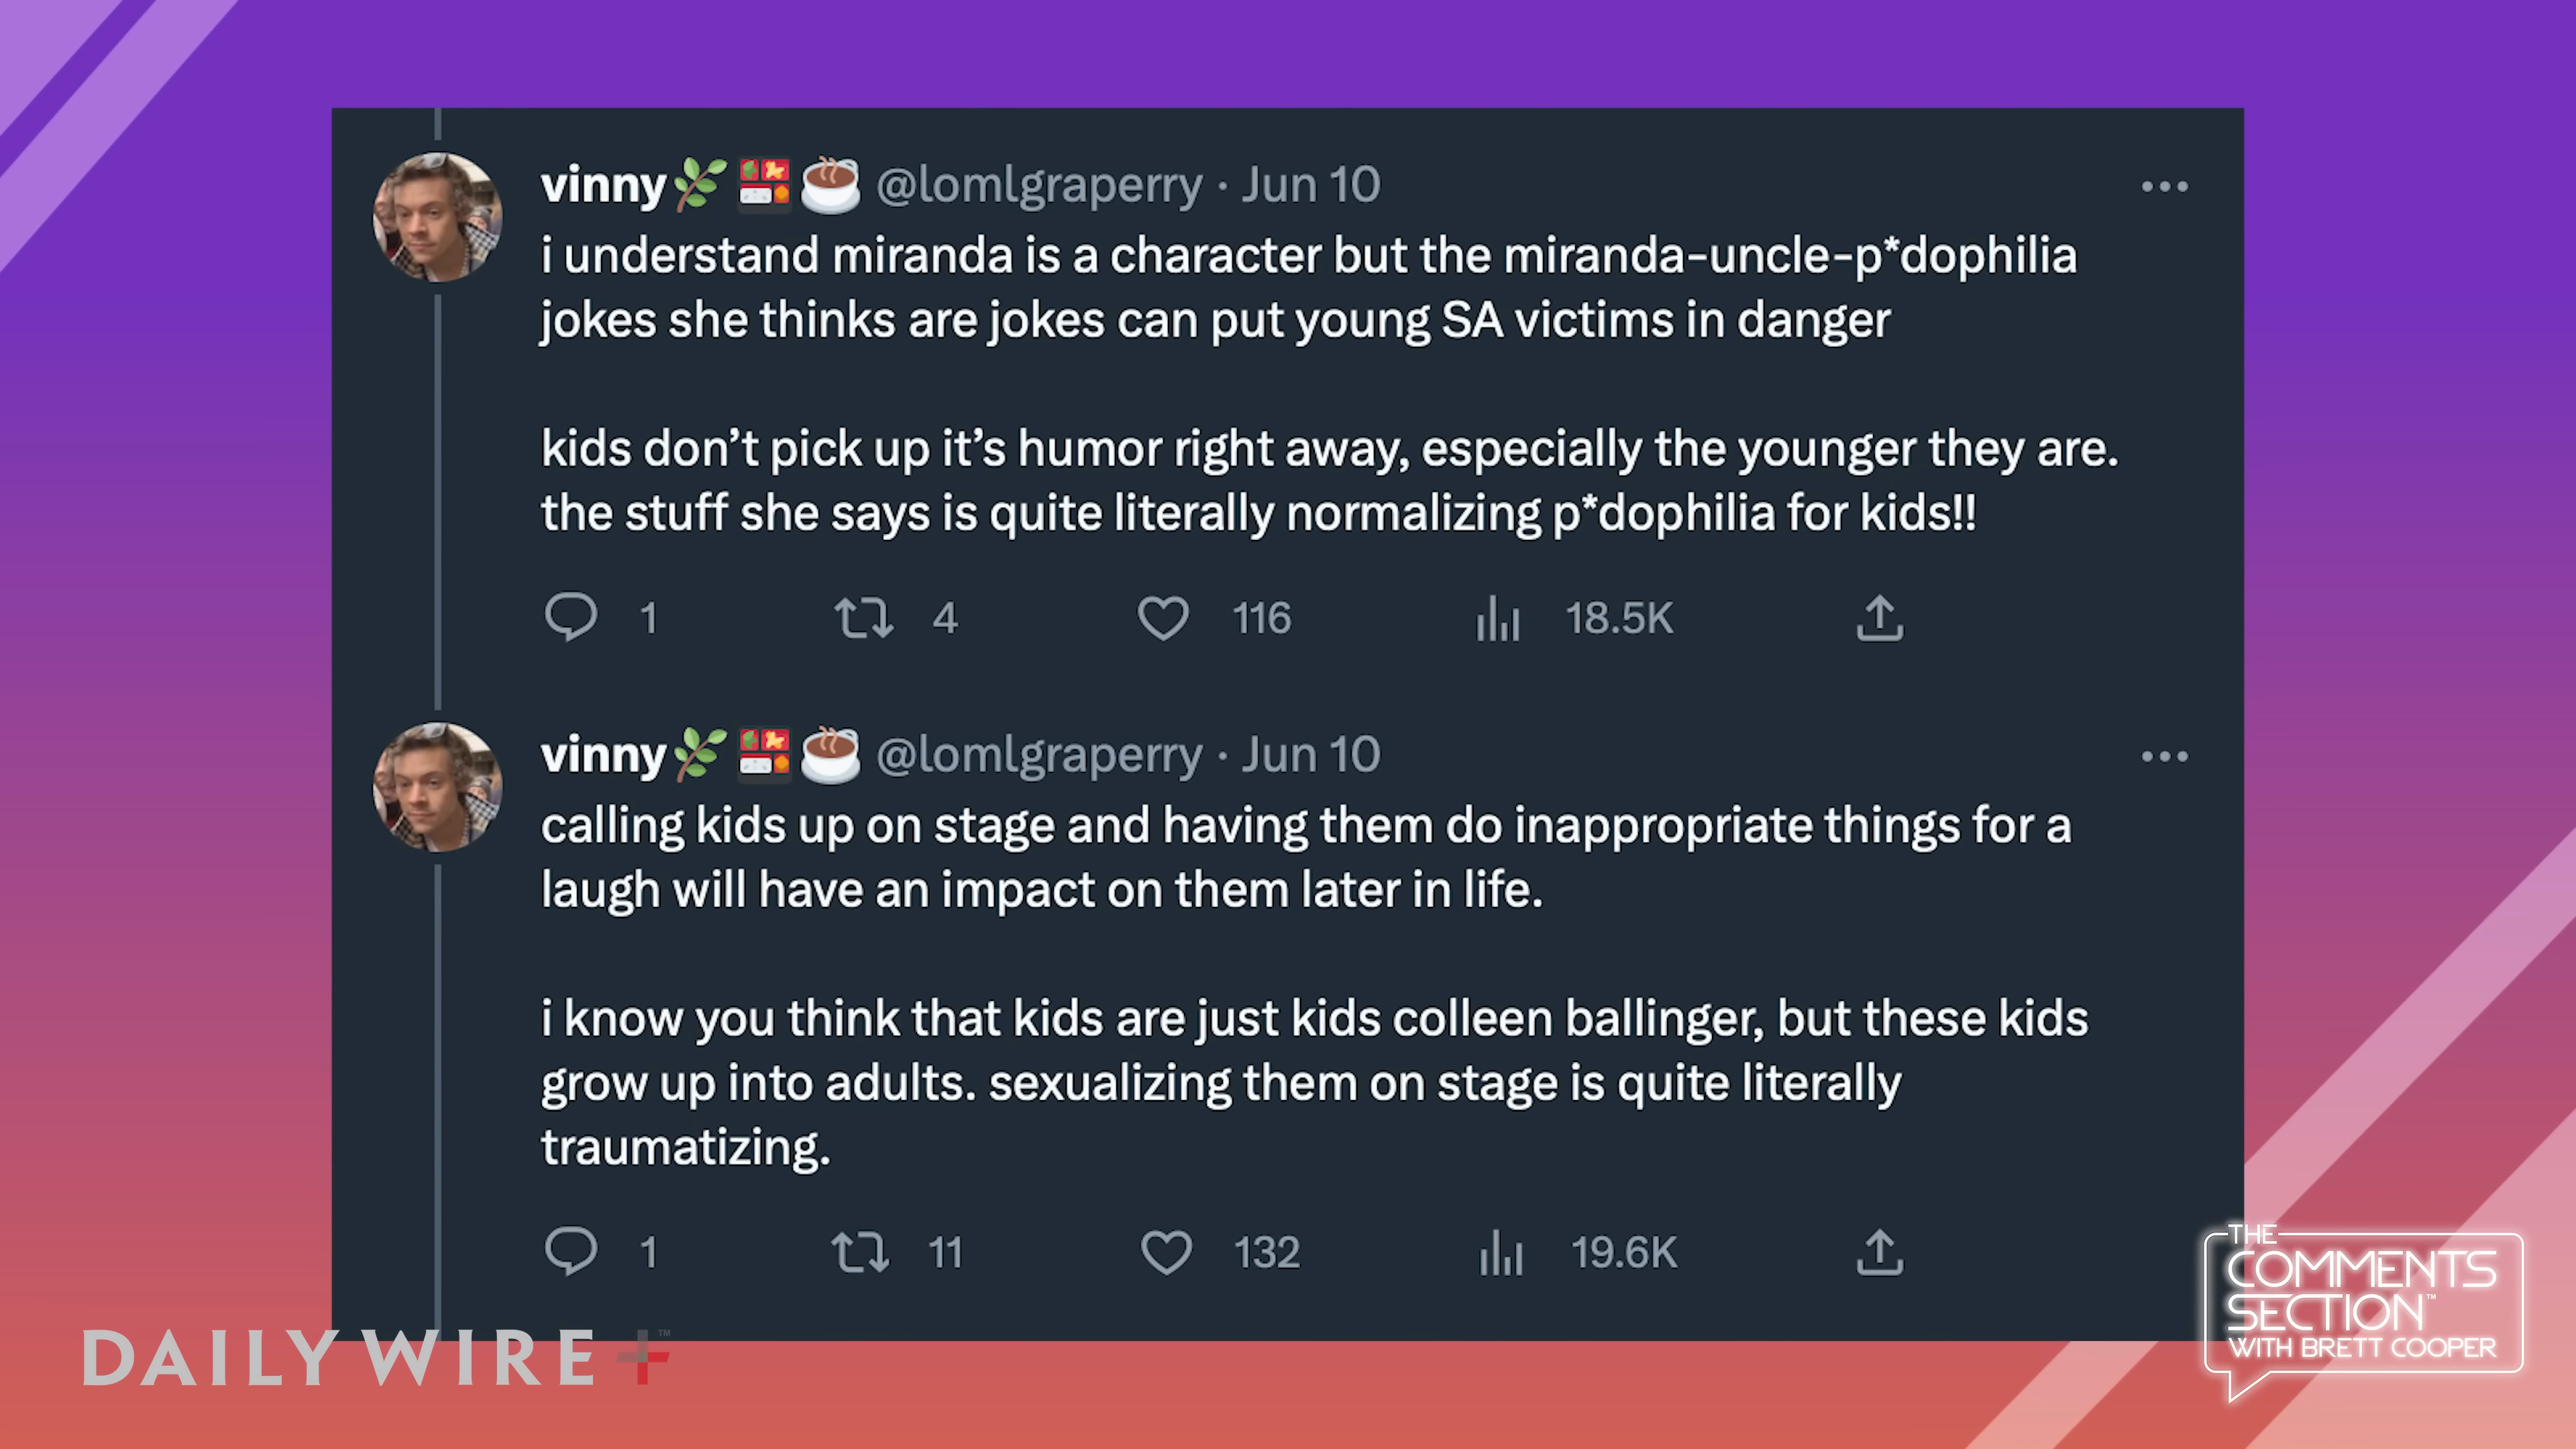 vinny🌿🍱☕ @lomlgraperry · Jun 10
i understand miranda is a character but the miranda-uncle-p*dophilia
jokes she thinks are jokes can put young SA victims in danger
kids don't pick up it's humor right away, especially the younger they are.
the stuff she says is quite literally normalizing p*dophilia for kids!!
1 4 116 18.5K
vinny🌿🍱☕ @lomlgraperry · Jun 10
calling kids up on stage and having them do inappropriate things for a
laugh will have an impact on them later in life.
i know you think that kids are just kids colleen ballinger, but these kids
grow up into adults. sexualizing them on stage is quite literally
traumatizing.
1 11 132 19.6K
DAILY WIRE +™
THE
COMMENTS
SECTION™
WITH BRETT COOPER